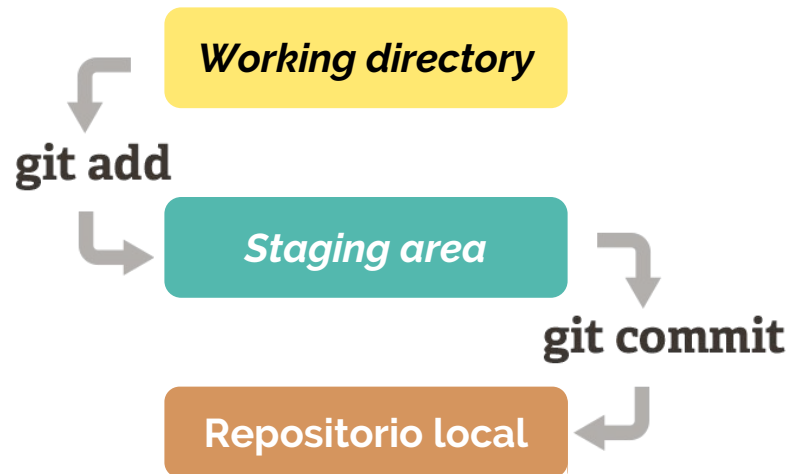 Working directory
git add
Staging area
git commit
Repositorio local